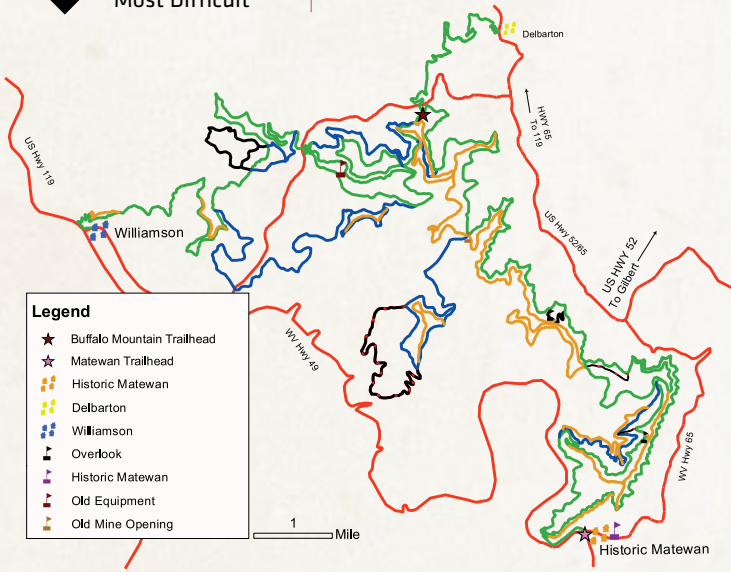 Most Difficult
Delbarton
HWY 65
To 119
US Hwy 119
US Hwy 52/65
US HWY 52
To Gilbert
Williamson
Legend
Buffalo Mountain Trailhead
Matewan Trailhead
Historic Matewan
Delbarton
Williamson
Overlook
Historic Matewan
Old Equipment
Old Mine Opening
WV Hwy 49
WV Hwy 65
1
Mile
Historic Matewan